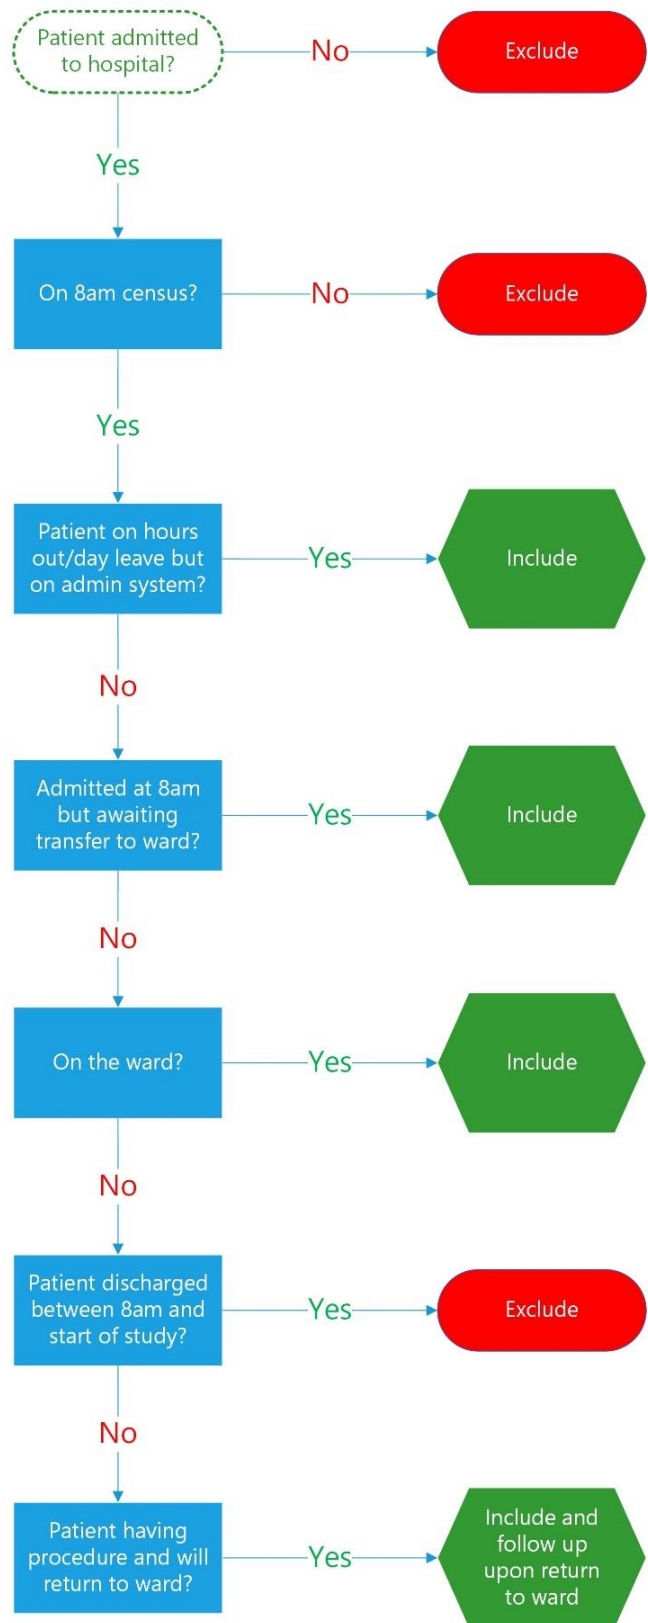 Patient admitted
to hospital?
No
Exclude
Yes
On 8am census?
No
Exclude
Yes
Patient on hours
out/day leave but
on admin system?
Yes
Include
No
Admitted at 8am
but awaiting
transfer to ward?
Yes
Include
No
On the ward?
Yes
Include
No
Patient discharged
between 8am and
start of study?
Yes
Exclude
No
Patient having
procedure and will
return to ward?
Yes
Include and
follow up
upon return
to ward